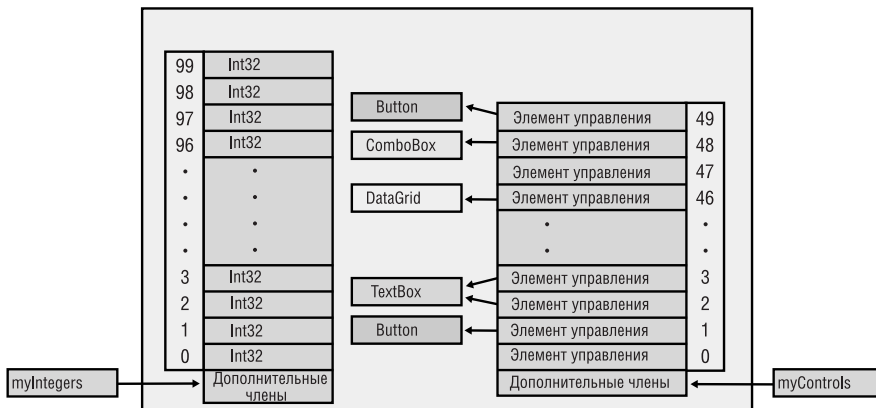 99 Int32
98 Int32
97 Int32
96 Int32
3 Int32
2 Int32
1 Int32
0 Int32
Дополнительные
члены
myIntegers
Button
ComboBox
DataGrid
TextBox
Button
Элемент управления 49
Элемент управления 48
Элемент управления 47
Элемент управления 46
Элемент управления 3
Элемент управления 2
Элемент управления 1
Элемент управления 0
Дополнительные члены
myControls